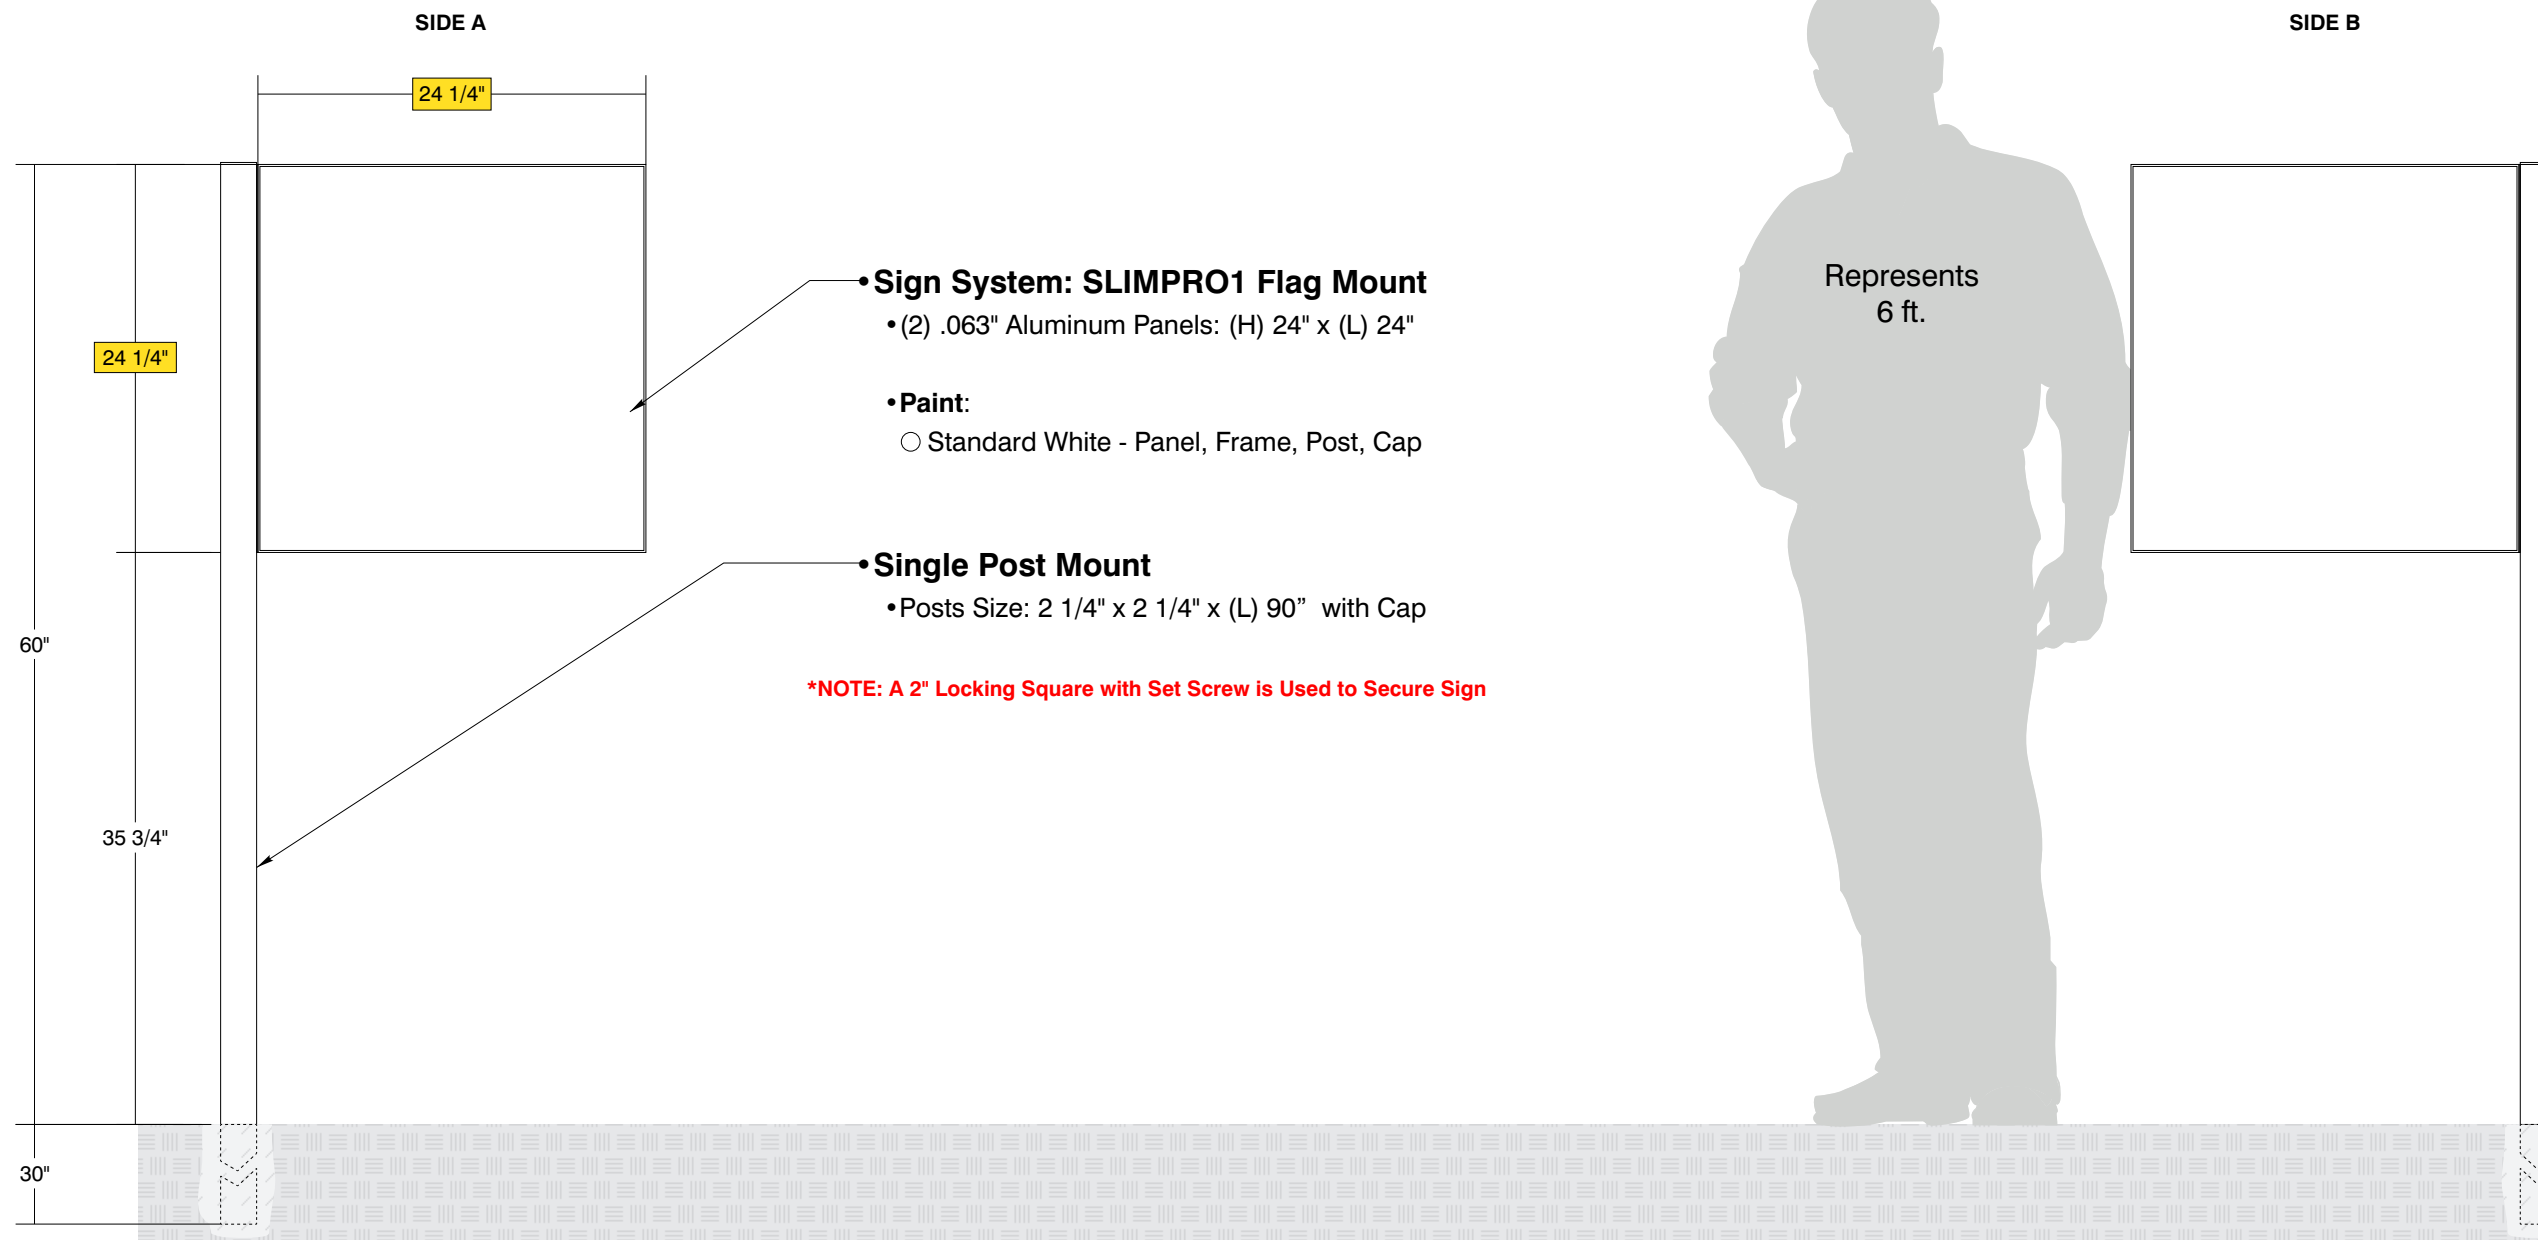 SIDE A
SIDE B
24 1/4"
24 1/4"
60"
35 3/4"
30"
•Sign System: SLIMPRO1 Flag Mount
•(2) .063" Aluminum Panels: (H) 24" x (L) 24"
•Paint:
○ Standard White - Panel, Frame, Post, Cap
•Single Post Mount
•Posts Size: 2 1/4" x 2 1/4" x (L) 90”  with Cap
*NOTE: A 2" Locking Square with Set Screw is Used to Secure Sign
Represents
6 ft.